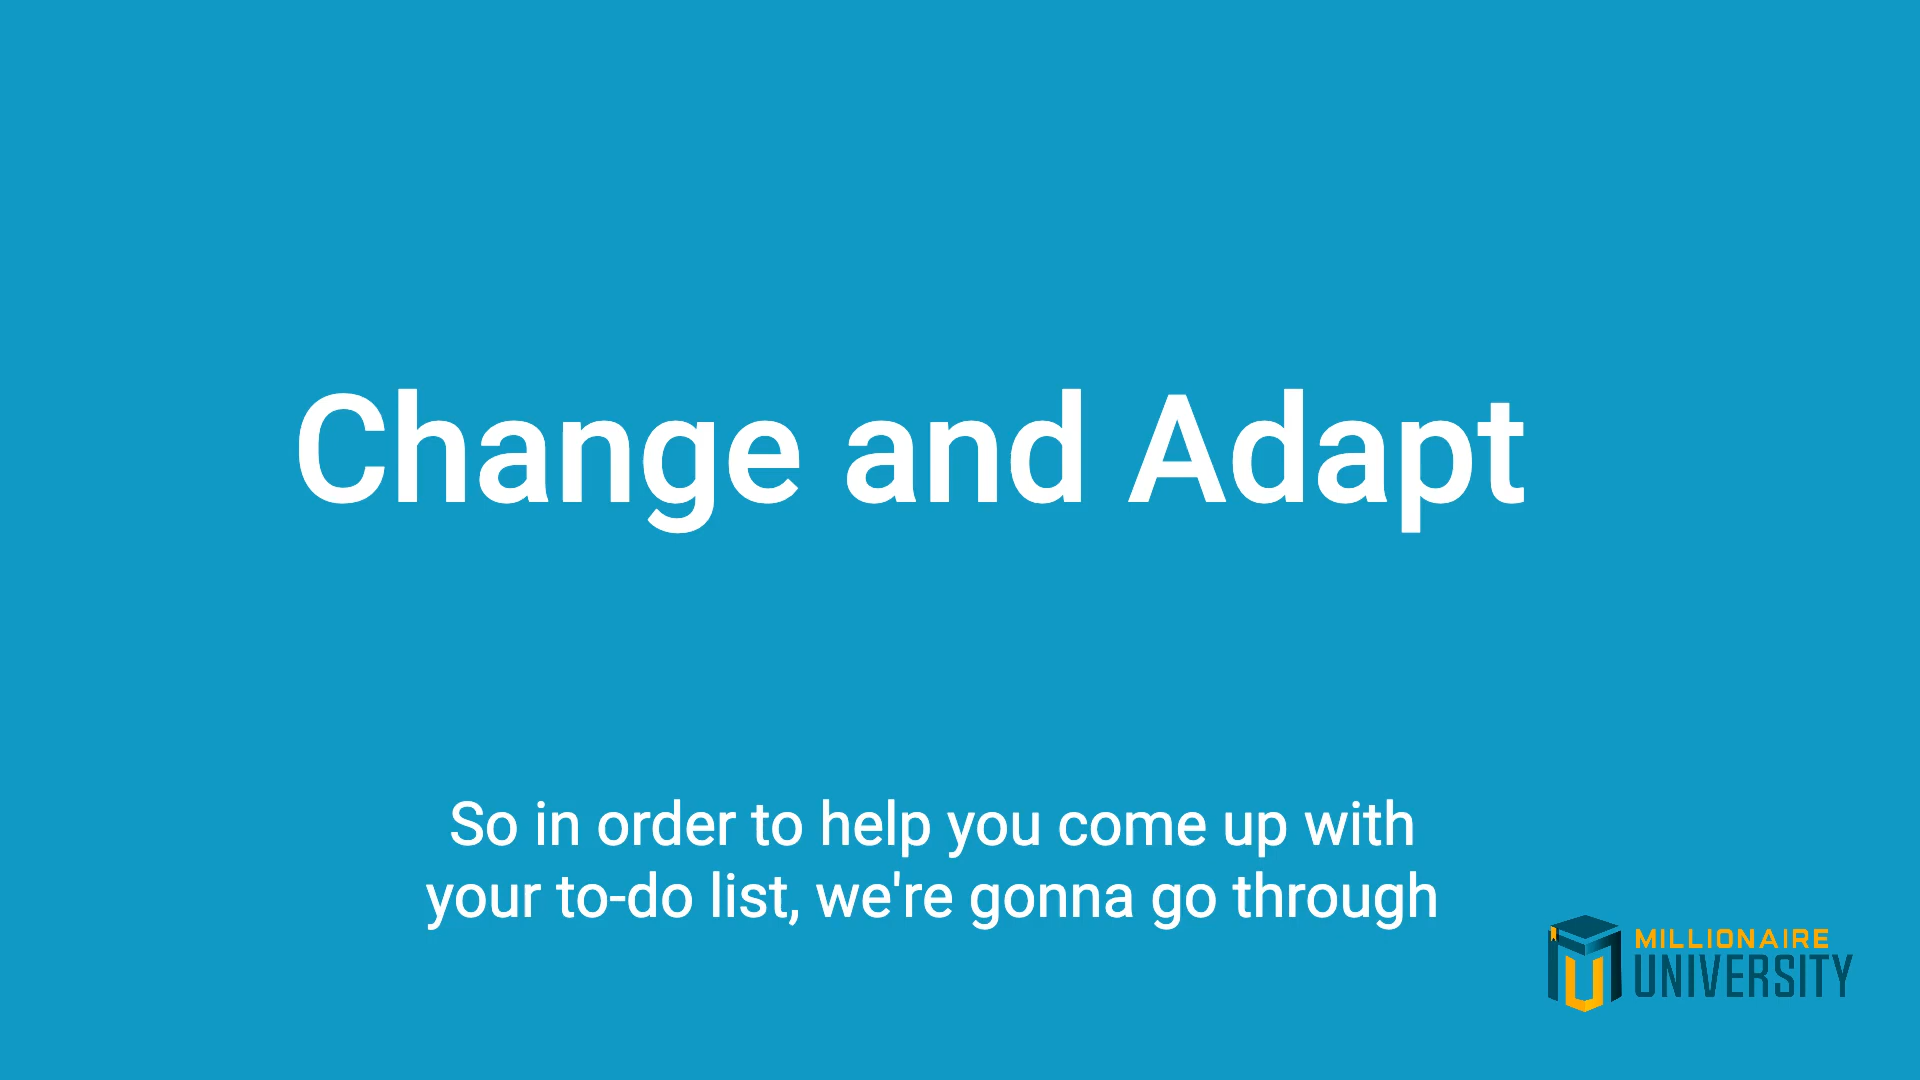 Change and Adapt
So in order to help you come up with
your to-do list, we're gonna go through
MILLIONAIRE
UNIVERSITY